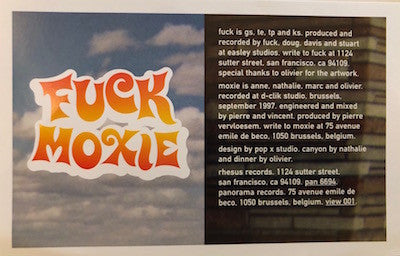 FUCK
MOXIE
fuck is gs, te, tp and ks. produced and
recorded by fuck, doug, davis and stuart
at easley studios. write to fuck at 1124
sutter street, san francisco, ca 94109.
special thanks to olivier for the artwork.
moxie is anne, nathalie, marc and olivier.
recorded at d-clik studio, brussels,
september 1997. engineered and mixed
by pierre and vincent. produced by pierre
vervloesem. write to moxie at 75 avenue
emile de beco, 1050 brussels, belgium.
design by pop x studio. canyon by nathalie
and dinner by olivier.
rhesus records. 1124 sutter street,
san francisco, ca 94109. pan 6694.
panorama records. 75 avenue emile de
beco, 1050 brussels, belgium. view 001.